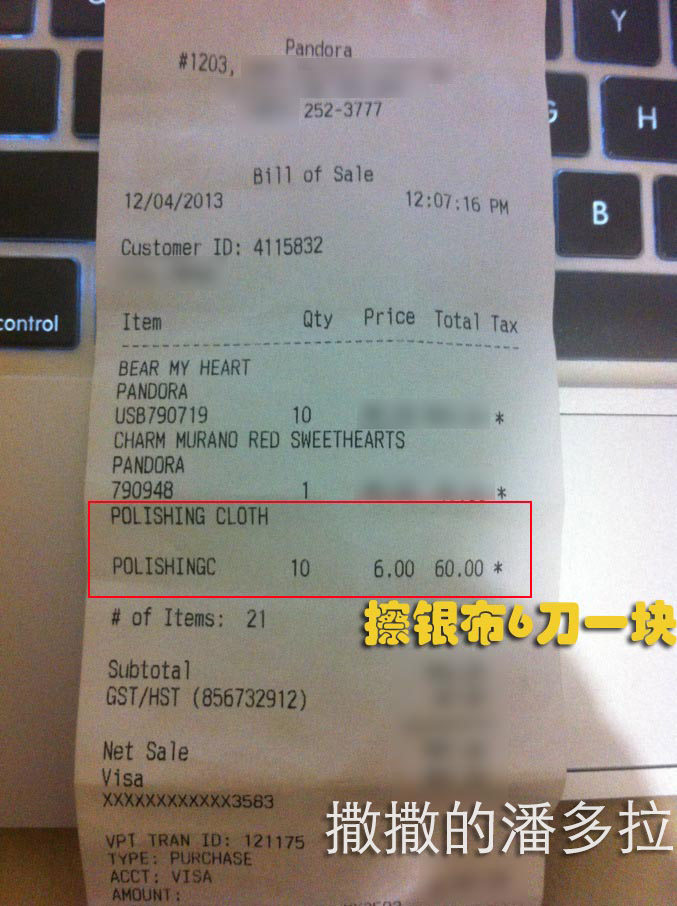 Pandora
#1203,
252-3777
Bill of Sale
12/04/2013 12:07:16 PM
Customer ID: 4115832
Item Qty Price Total Tax
BEAR MY HEART
PANDORA
USB790719 10 *
CHARM MURANO RED SWEETHEARTS
PANDORA
790948 1 *
POLISHING CLOTH
POLISHINGC 10 6.00 60.00 *
擦银布6刀一块
# of Items: 21
Subtotal
GST/HST (856732912)
Net Sale
Visa
XXXXXXXXXXXX3583
撒撒的潘多拉
VPT TRAN ID: 121175
TYPE: PURCHASE
ACCT: VISA
AMOUNT:
Y
G
H
B
control